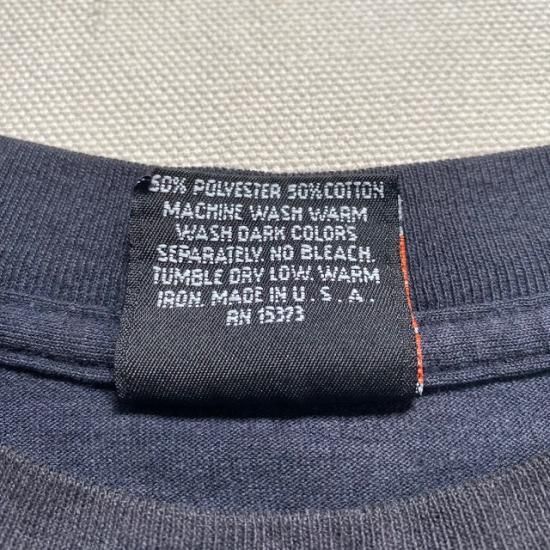 50% POLYESTER 50% COTTON
MACHINE WASH WARM
WASH DARK COLORS
SEPARATELY. NO BLEACH.
TUMBLE DRY LOW. WARM
IRON. MADE IN U.S.A.
RN 15373